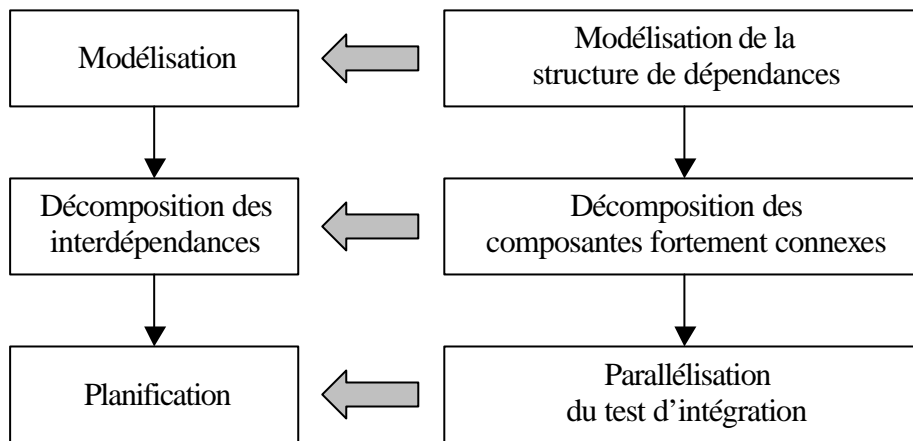 Modélisation
Modélisation de la
structure de dépendances
Décomposition des
interdépendances
Décomposition des
composantes fortement connexes
Planification
Parallélisation
du test d’intégration